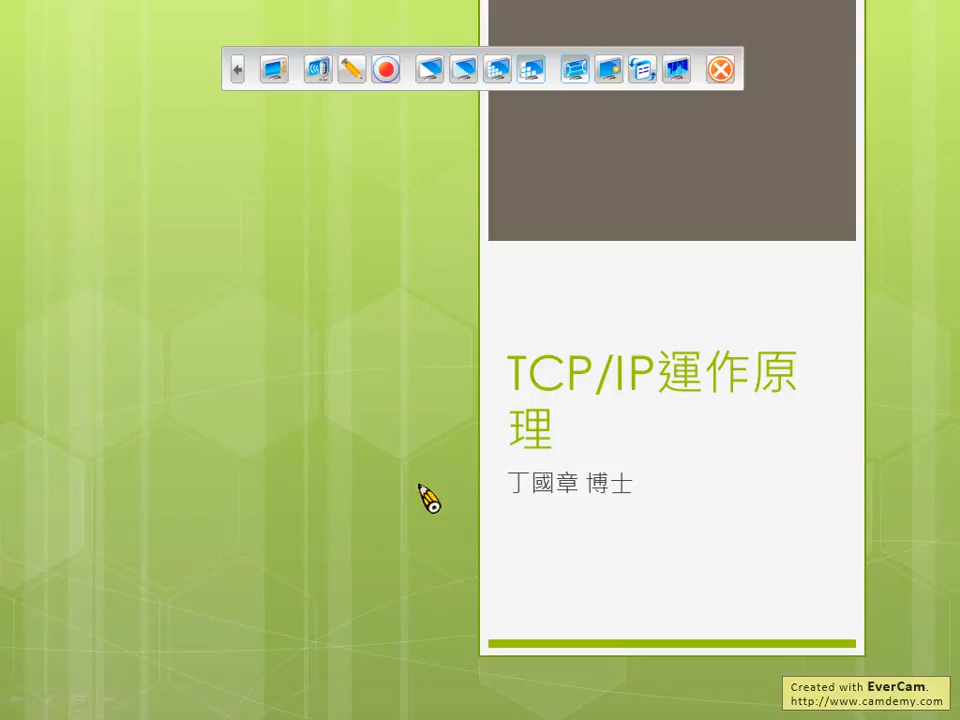 TCP/IP運作原
理
丁國章 博士
Created with EverCam.
http://www.camdemy.com